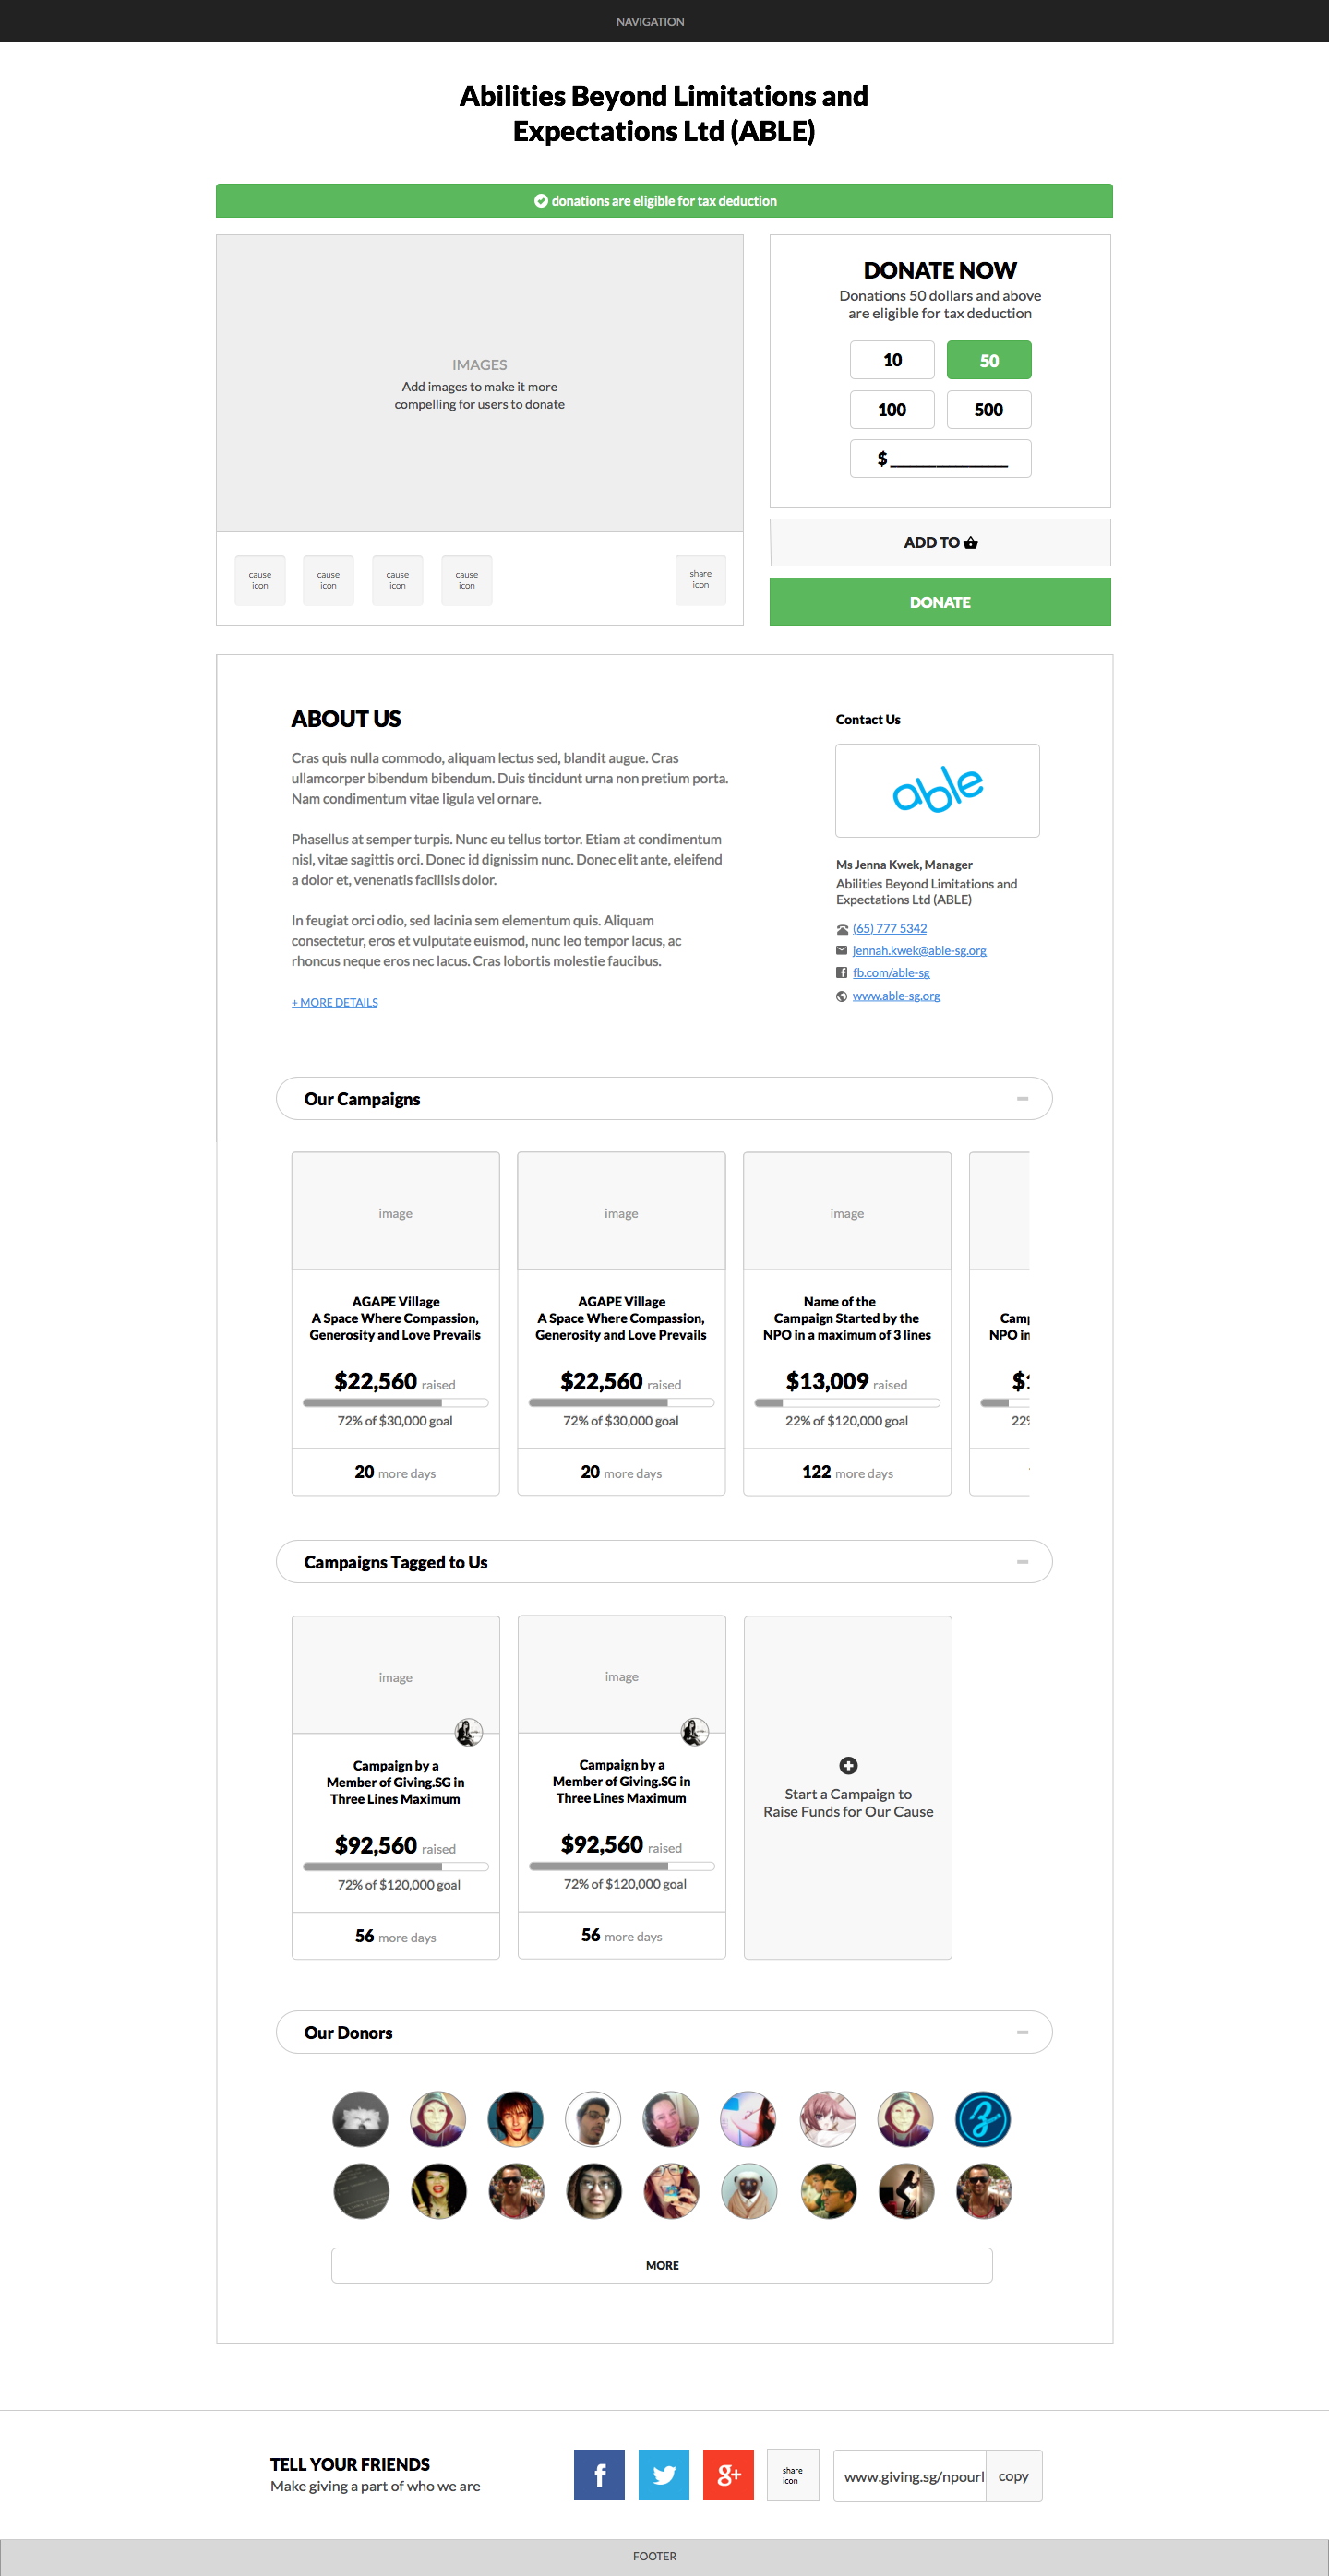 NAVIGATION
Abilities Beyond Limitations and
Expectations Ltd (ABLE)
donations are eligible for tax deduction
IMAGES
Add images to make it more
compelling for users to donate
cause
icon
cause
icon
cause
icon
cause
icon
share
icon
DONATE NOW
Donations 50 dollars and above
are eligible for tax deduction
10
50
100
500
$ ______________
ADD TO
DONATE
ABOUT US
Cras quis nulla commodo, aliquam lectus sed, blandit augue. Cras
ullamcorper bibendum bibendum. Duis tincidunt urna non pretium porta.
Nam condimentum vitae ligula vel ornare.
Phasellus at semper turpis. Nunc eu tellus tortor. Etiam at condimentum
nisl, vitae sagittis orci. Donec id dignissim nunc. Donec elit ante, eleifend
a dolor et, venenatis facilisis dolor.
In feugiat orci odio, sed lacinia sem elementum quis. Aliquam
consectetur, eros et vulputate euismod, nunc leo tempor lacus, ac
rhoncus neque eros nec lacus. Cras lobortis molestie faucibus.
+ MORE DETAILS
Contact Us
able
Ms Jenna Kwek, Manager
Abilities Beyond Limitations and
Expectations Ltd (ABLE)
(65) 777 5342
jennah.kwek@able-sg.org
fb.com/able-sg
www.able-sg.org
Our Campaigns
image
AGAPE Village
A Space Where Compassion,
Generosity and Love Prevails
$22,560 raised
72% of $30,000 goal
20 more days
image
AGAPE Village
A Space Where Compassion,
Generosity and Love Prevails
$22,560 raised
72% of $30,000 goal
20 more days
image
Name of the
Campaign Started by the
NPO in a maximum of 3 lines
$13,009 raised
22% of $120,000 goal
122 more days
Camp
NPO in
$1
22%
Campaigns Tagged to Us
image
Campaign by a
Member of Giving.SG in
Three Lines Maximum
$92,560 raised
72% of $120,000 goal
56 more days
image
Campaign by a
Member of Giving.SG in
Three Lines Maximum
$92,560 raised
72% of $120,000 goal
56 more days
Start a Campaign to
Raise Funds for Our Cause
Our Donors
MORE
TELL YOUR FRIENDS
Make giving a part of who we are
f
g+
share
icon
www.giving.sg/npourl
copy
FOOTER